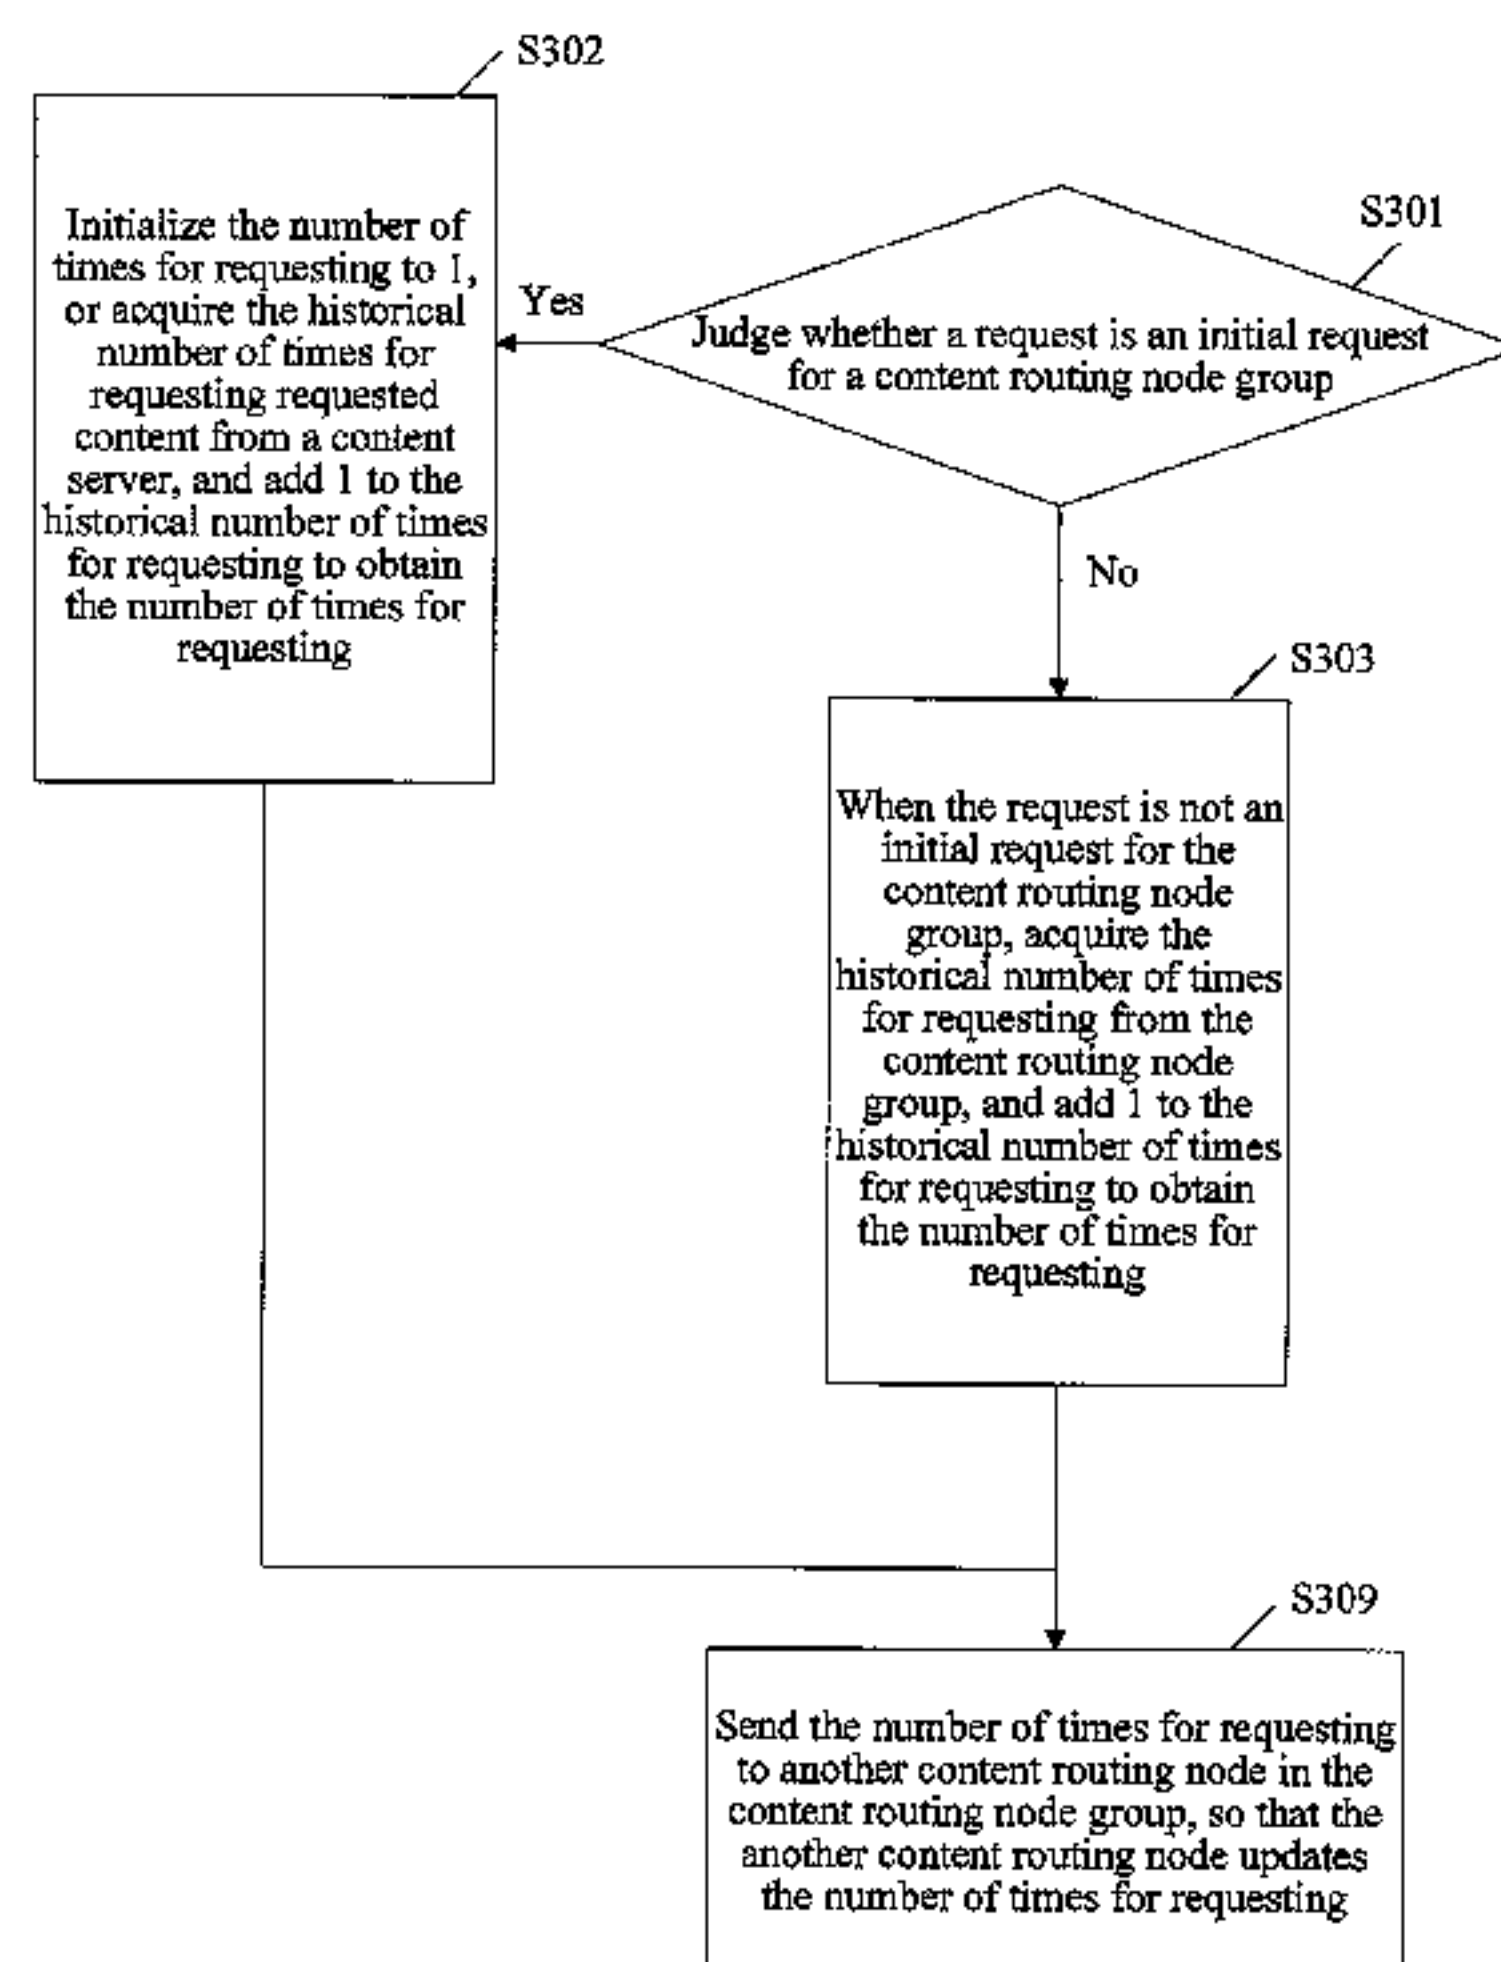 S302
Initialize the number of
times for requesting to 1,
or acquire the historical
number of times for
requesting requested
content from a content
server, and add 1 to the
historical number of times
for requesting to obtain
the number of times for
requesting
Yes
S301
Judge whether a request is an initial request
for a content routing node group
No
S303
When the request is not an
initial request for the
content routing node
group, acquire the
historical number of times
for requesting from the
content routing node
group, and add 1 to the
historical number of times
for requesting to obtain
the number of times for
requesting
S309
Send the number of times for requesting
to another content routing node in the
content routing node group, so that the
another content routing node updates
the number of times for requesting